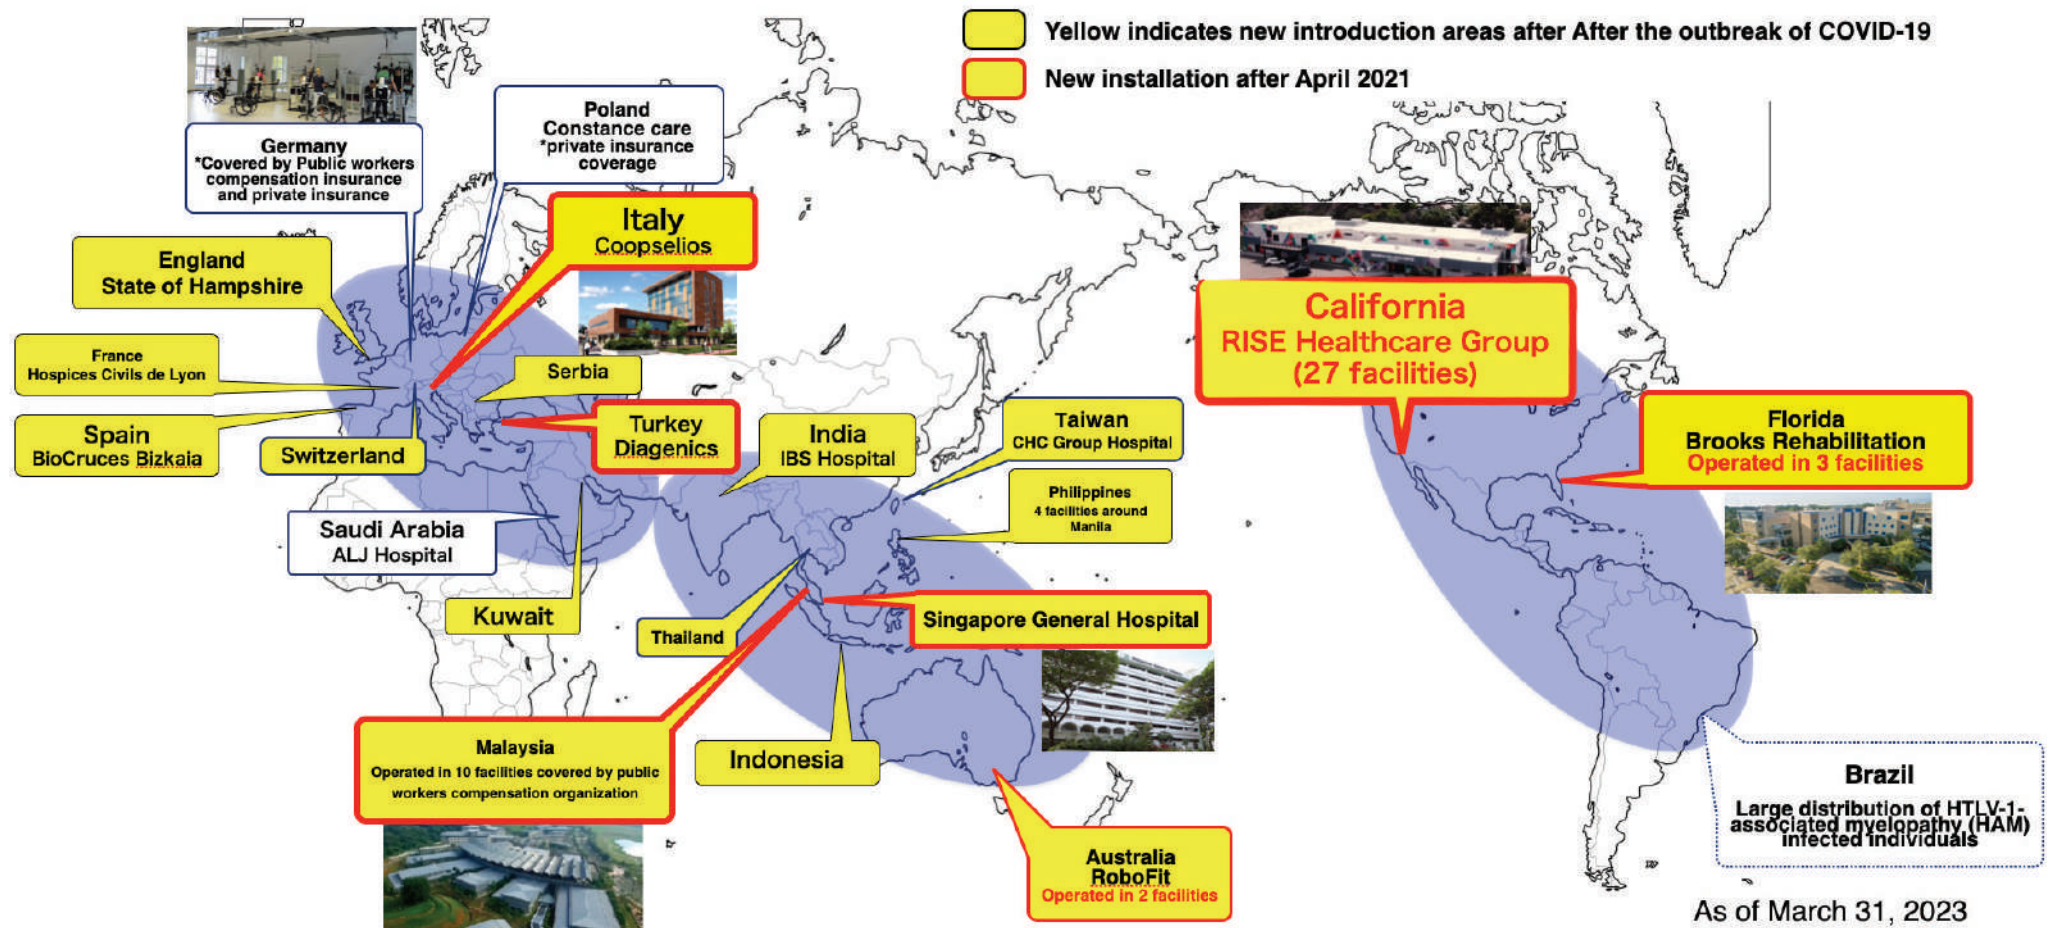 Yellow indicates new introduction areas after After the outbreak of COVID-19
New installation after April 2021
Germany
*Covered by Public workers
compensation insurance
and private insurance
Poland
Constance care
*private insurance
coverage
Italy
Coopselios
England
State of Hampshire
France
Hospices Civils de Lyon
Spain
BioCruces Bizkaia
Switzerland
Serbia
Turkey
Diagenics
Saudi Arabia
ALJ Hospital
Kuwait
India
IBS Hospital
Taiwan
CHC Group Hospital
Philippines
4 facilities around
Manila
Thailand
Singapore General Hospital
Malaysia
Operated in 10 facilities covered by public
workers compensation organization
Indonesia
Australia
RoboFit
Operated in 2 facilities
California
RISE Healthcare Group
(27 facilities)
Florida
Brooks Rehabilitation
Operated in 3 facilities
Brazil
Large distribution of HTLV-1-
associated myelopathy (HAM)
infected individuals
As of March 31, 2023